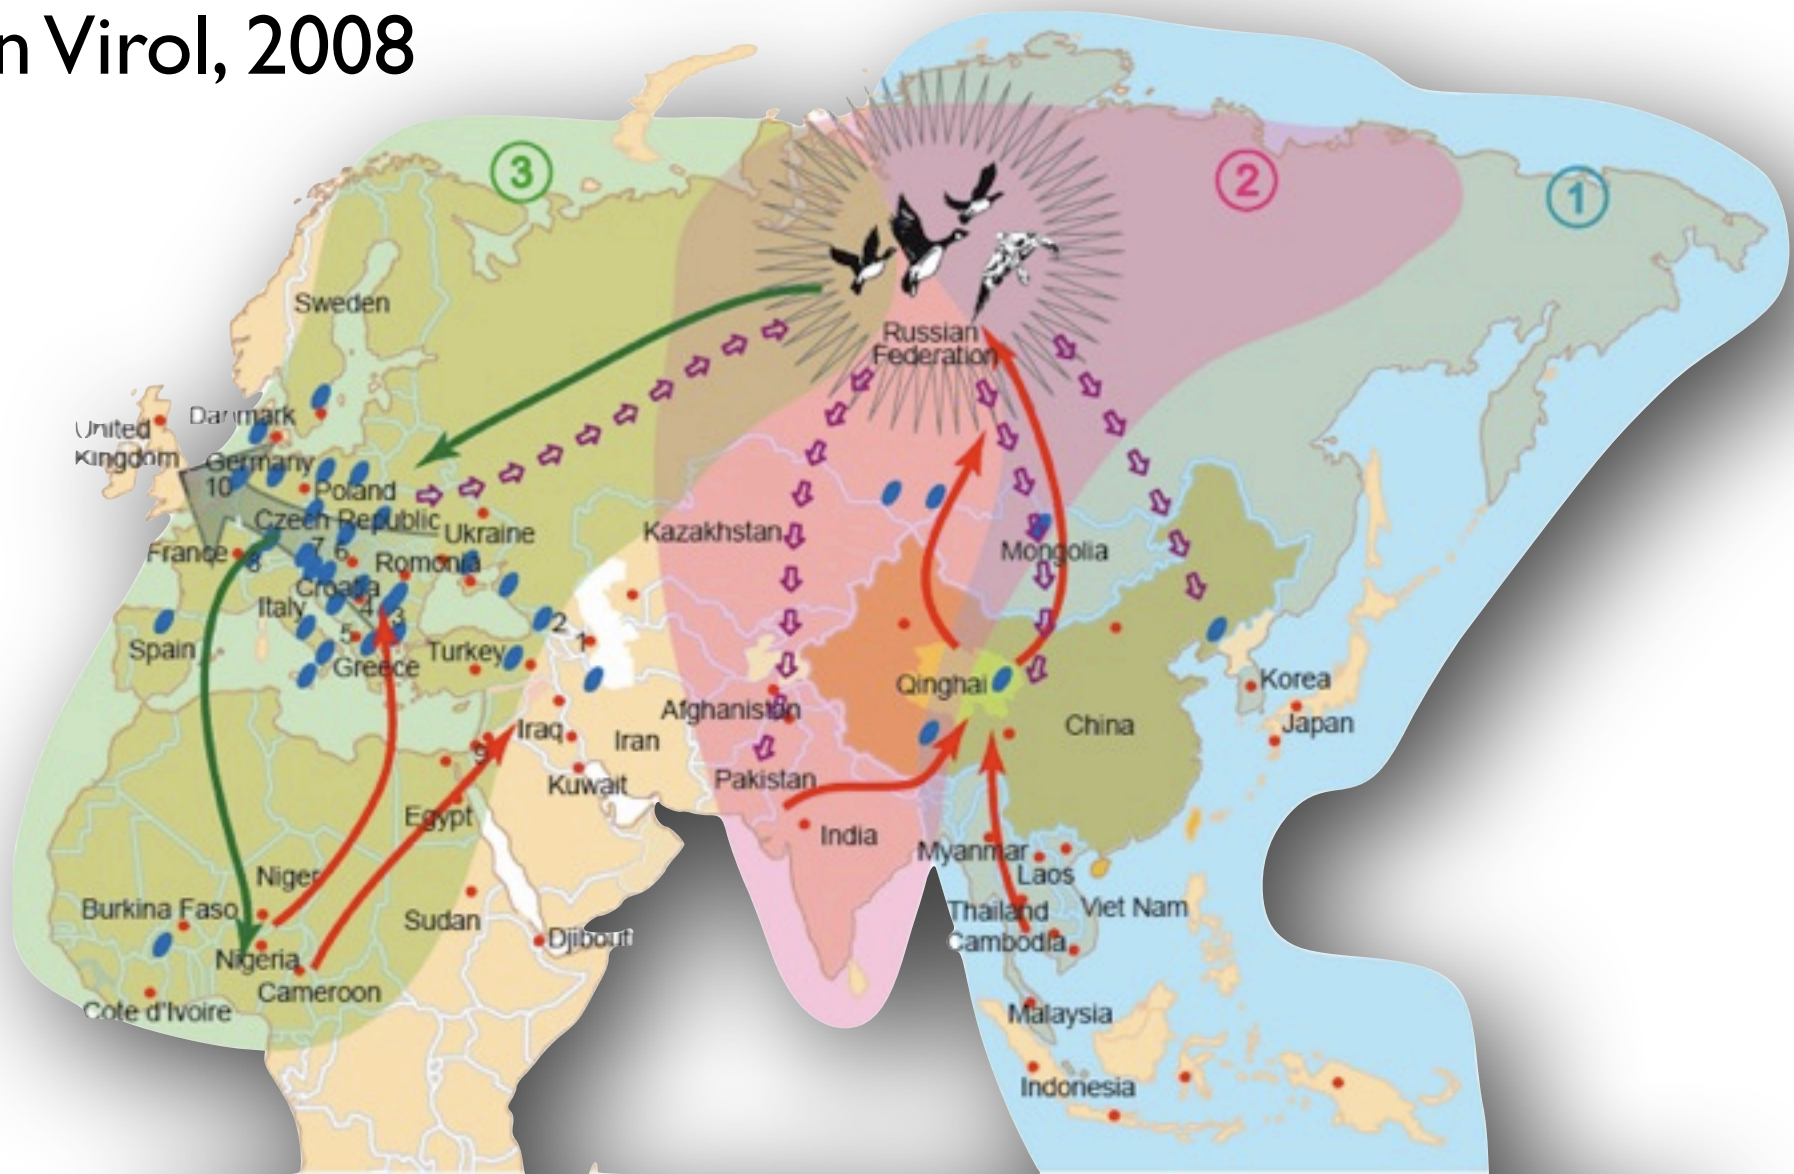 n Virol, 2008
3
2
1
Sweden
Russian
Federation
United
Kingdom
Danmark
Germany
10
Poland
Czech Republic
Ukraine
France
8
7
6
Romonia
Kazakhstan
Mongolia
Croatia
Italy
4
3
2
1
5
Spain
Greece
Turkey
Qinghai
Korea
Afghanistan
China
Japan
Iraq
Iran
9
Kuwait
Pakistan
Egypt
India
Myanmar
Laos
Niger
Burkina Faso
Sudan
Thailand
Viet Nam
Cambodia
Djibouti
Nigeria
Cameroon
Cote d'Ivoire
Malaysia
Indonesia